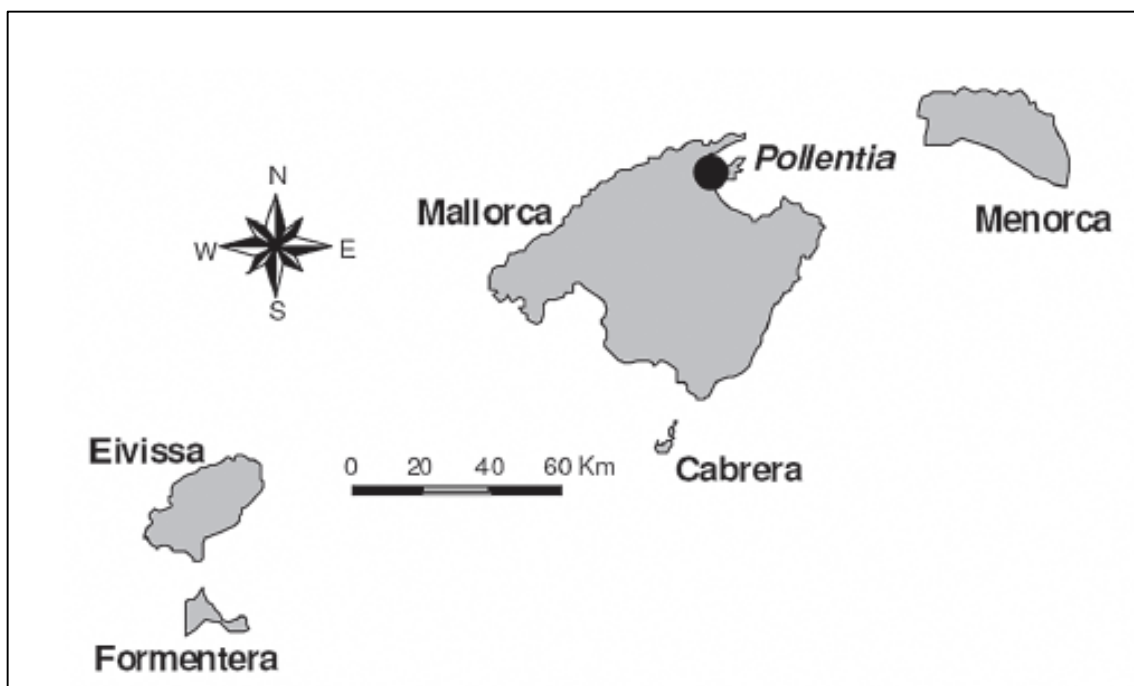 Pollentia
Mallorca
Menorca
N
W E
S
Eivissa
0 20 40 60 Km
Cabrera
Formentera